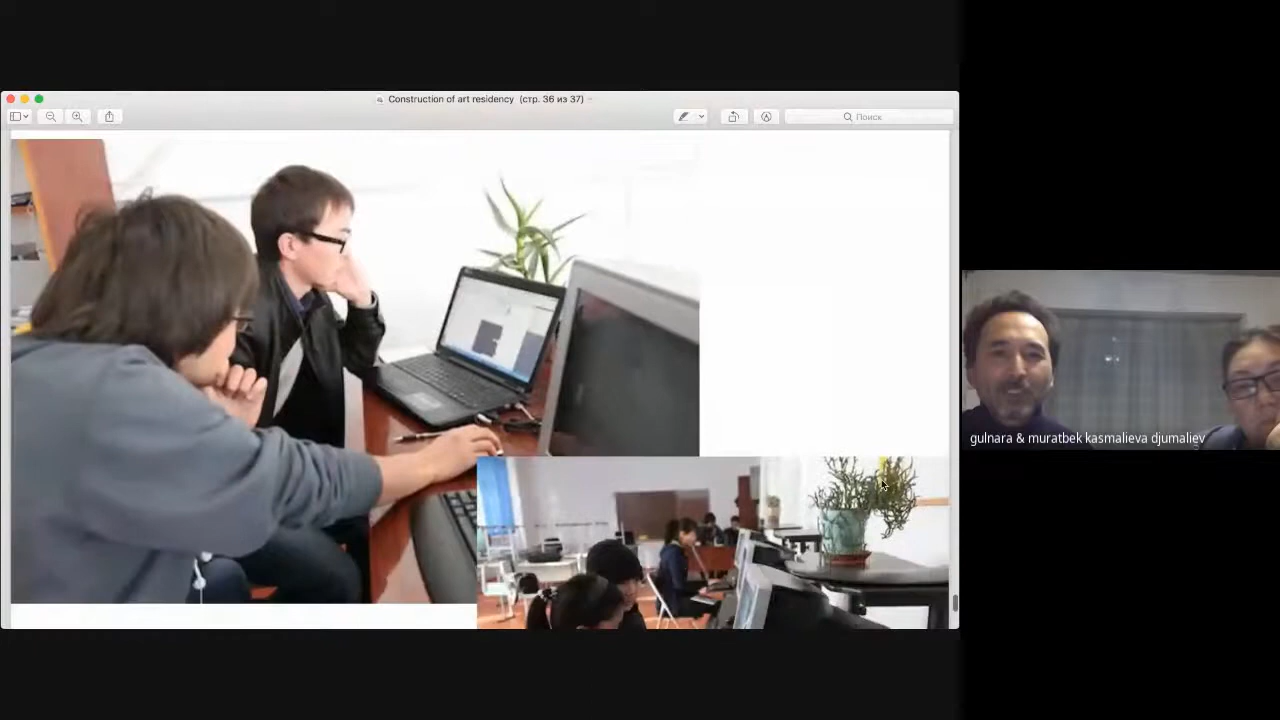 Construction of art residency (стр. 36 из 37)
Поиск
gulnara & muratbek kasmalieva djumaliev